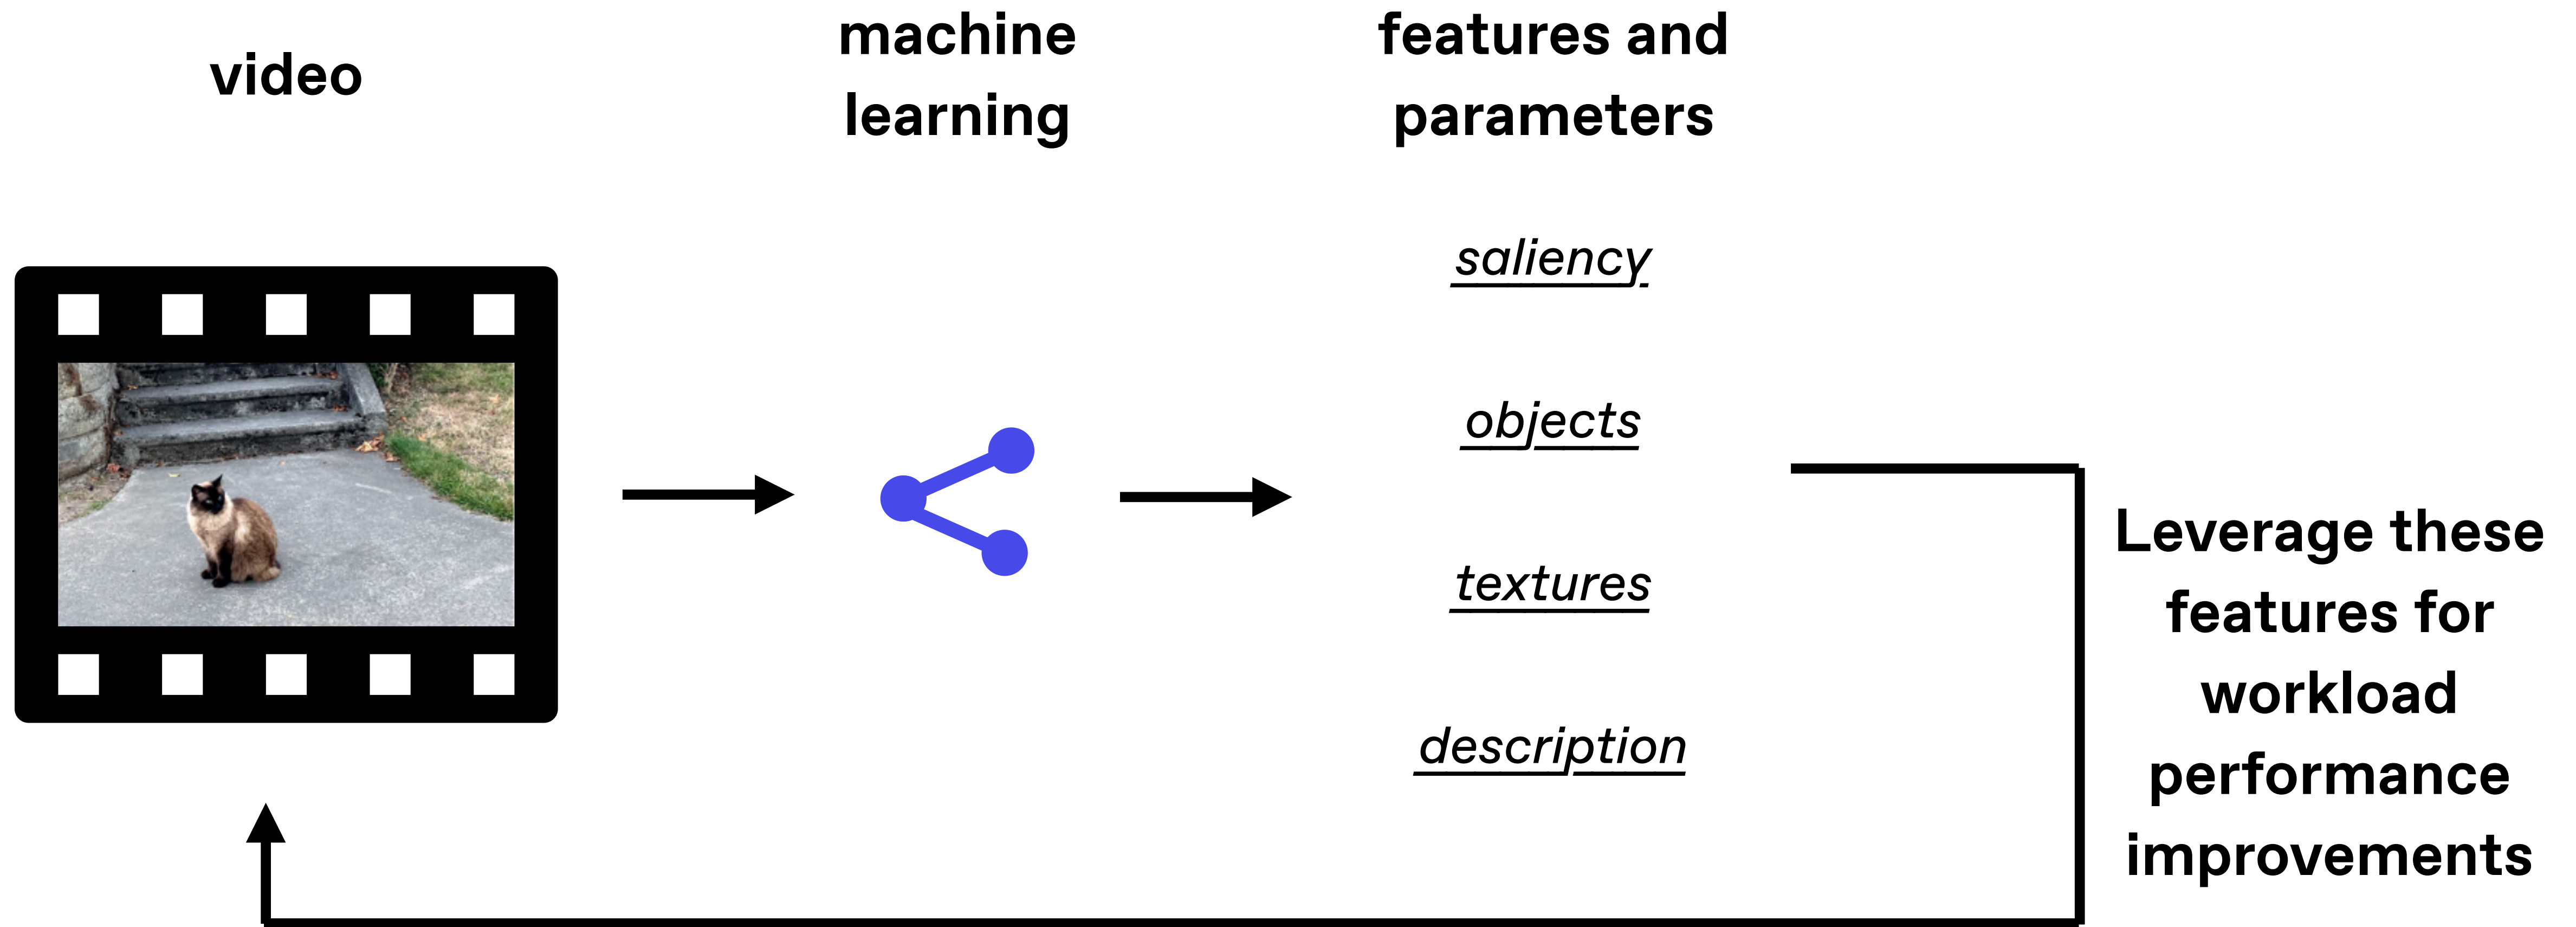 video
machine
learning
features and
parameters
saliency
objects
textures
description
Leverage these
features for
workload
performance
improvements